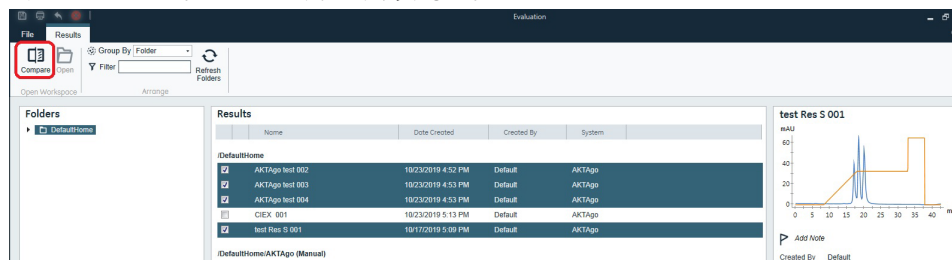 Evaluation
File Results
Compare Open
Group By Folder
Filter
Refresh Folders
Open Workspace Arrange
Folders
DefaultHome
Results
Name Date Created Created By System
/DefaultHome
AKTAgo test 002 10/23/2019 4:52 PM Default AKTAgo
AKTAgo test 003 10/23/2019 4:53 PM Default AKTAgo
AKTAgo test 004 10/23/2019 4:53 PM Default AKTAgo
CIEX 001 10/23/2019 5:13 PM Default AKTAgo
test Res S 001 10/17/2019 5:09 PM Default AKTAgo
/DefaultHome/AKTAgo (Manual)
test Res S 001
mAU
60
40
20
0
0 5 10 15 20 25 30 35 40 m
Add Note
Created By Default